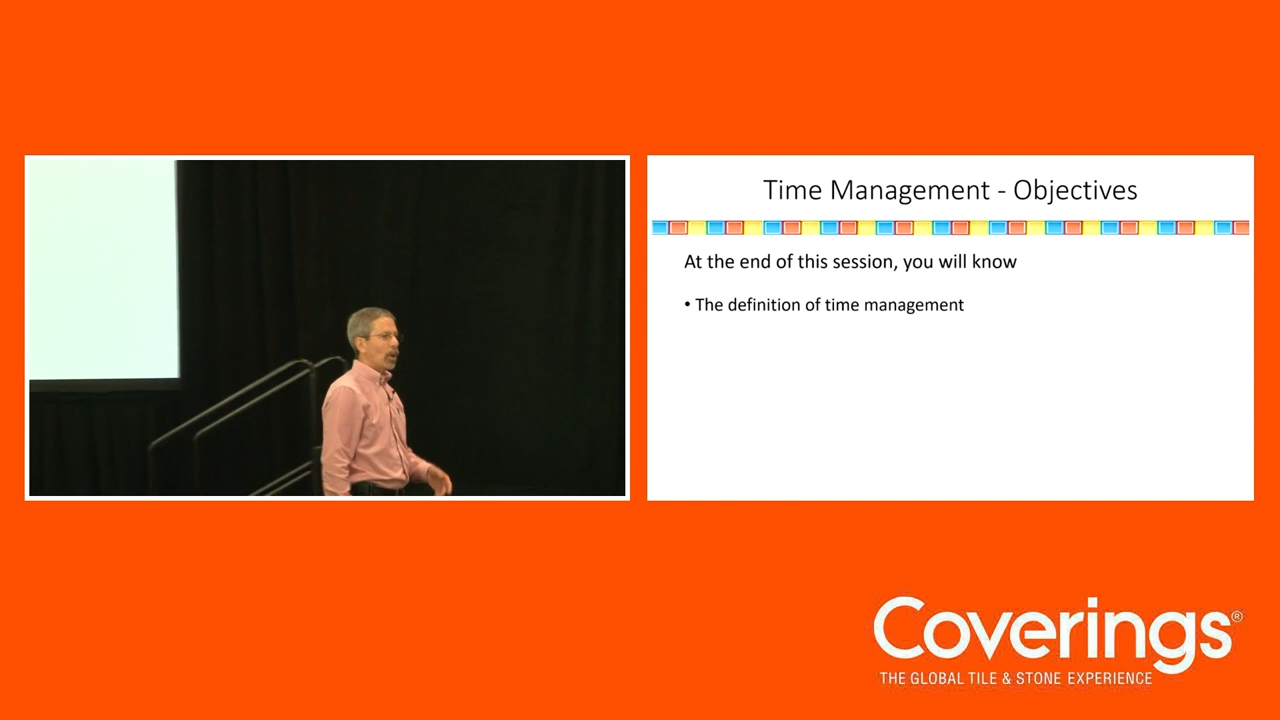 Time Management - Objectives
At the end of this session, you will know
• The definition of time management
Coverings®
THE GLOBAL TILE & STONE EXPERIENCE